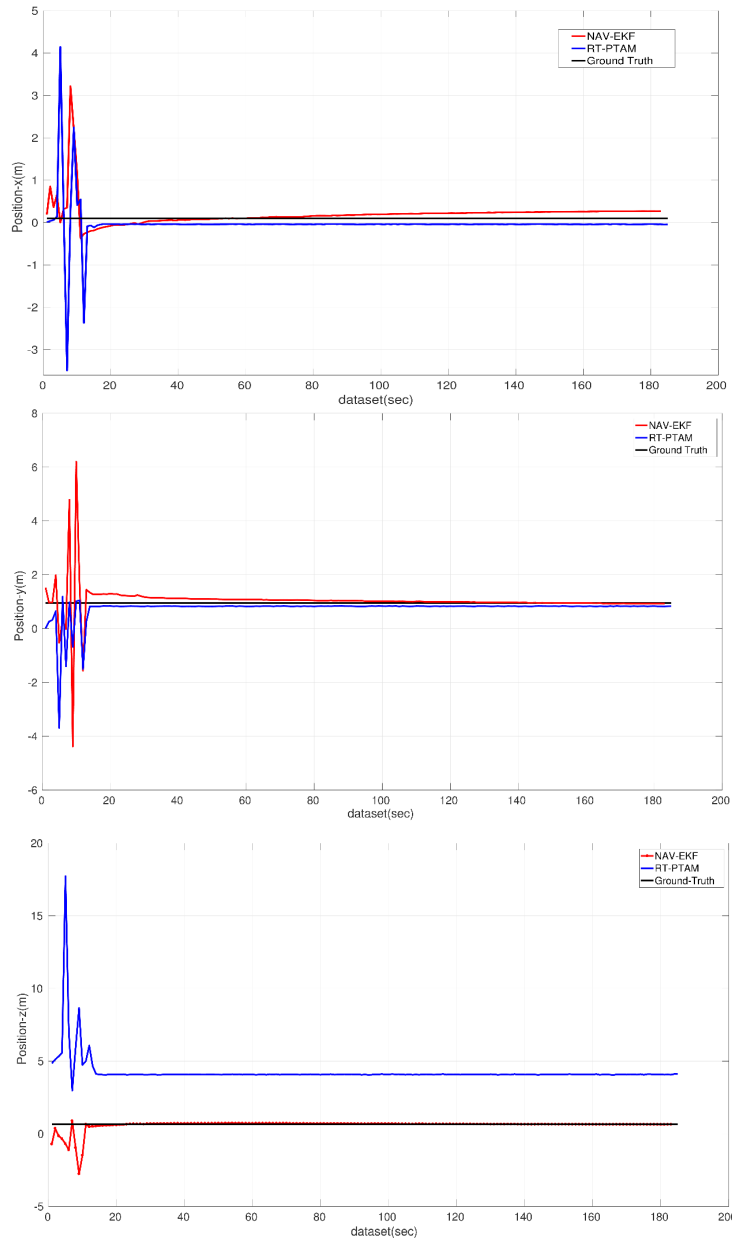 5
4
3
2
1
0
-1
-2
-3
Position-x(m)
NAV-EKF
RT-PTAM
Ground Truth
0 20 40 60 80 100 120 140 160 180 200
dataset(sec)
8
6
4
2
0
-2
-4
-6
Position-y(m)
NAV-EKF
RT-PTAM
Ground Truth
0 20 40 60 80 100 120 140 160 180 200
dataset(sec)
20
15
10
5
0
-5
Position-z(m)
NAV-EKF
RT-PTAM
Ground-Truth
0 20 40 60 80 100 120 140 160 180 200
dataset(sec)